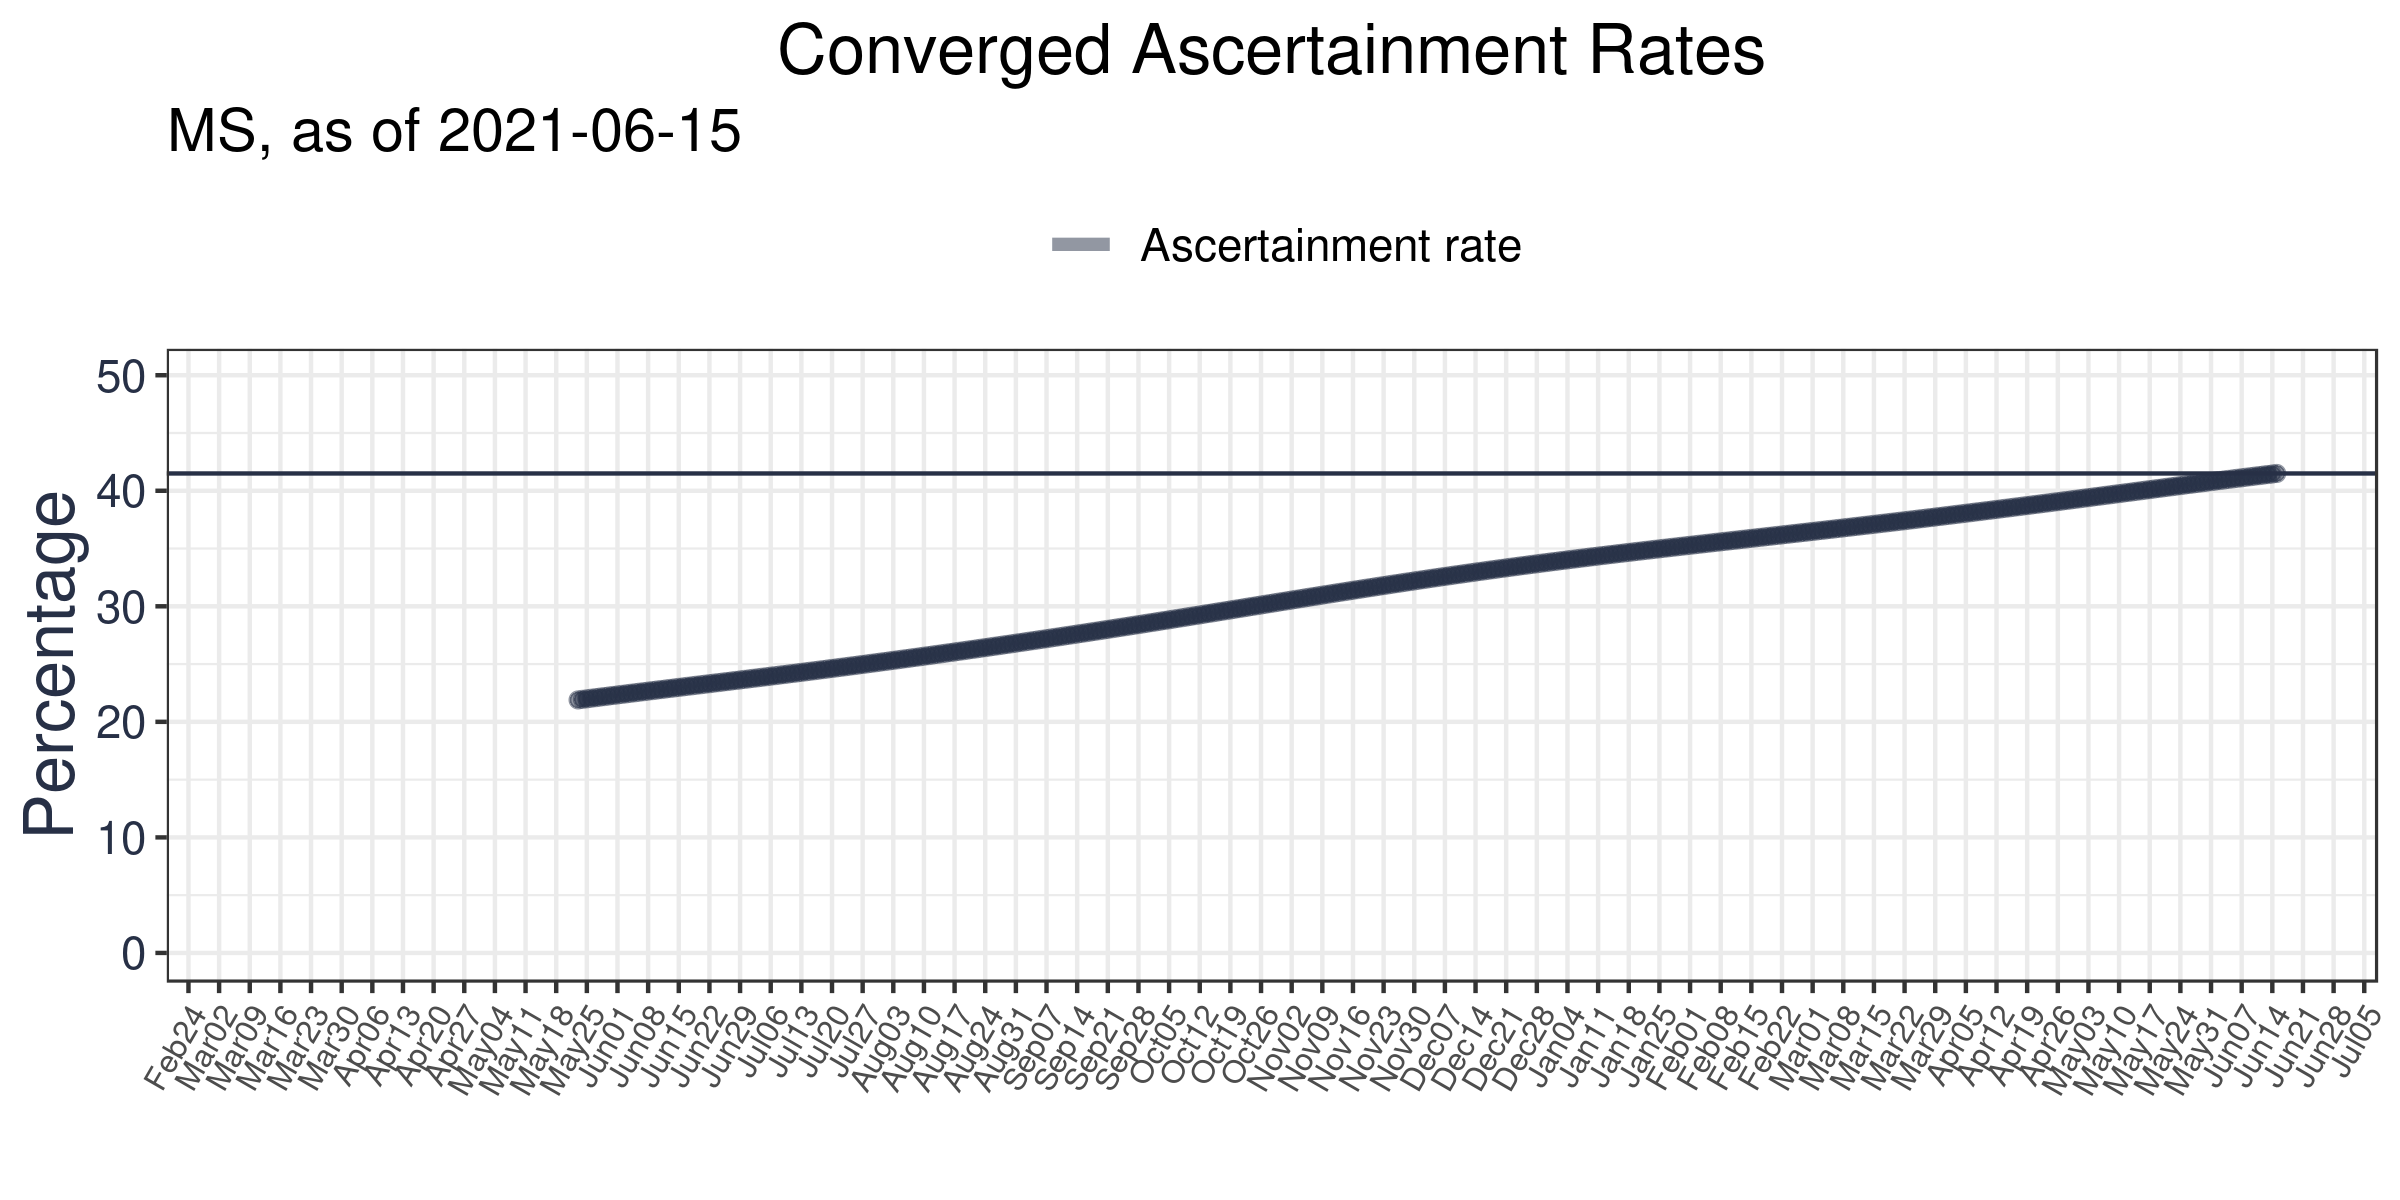 Converged Ascertainment Rates
MS, as of 2021-06-15
Ascertainment rate
Percentage
50
40
30
20
10
0
Feb24
Mar02
Mar09
Mar16
Mar23
Mar30
Apr06
Apr13
Apr20
Apr27
May04
May11
May18
May25
Jun01
Jun08
Jun15
Jun22
Jun29
Jul06
Jul13
Jul20
Jul27
Aug03
Aug10
Aug17
Aug24
Aug31
Sep07
Sep14
Sep21
Sep28
Oct05
Oct12
Oct19
Oct26
Nov02
Nov09
Nov16
Nov23
Nov30
Dec07
Dec14
Dec21
Dec28
Jan04
Jan11
Jan18
Jan25
Feb01
Feb08
Feb15
Feb22
Mar01
Mar08
Mar15
Mar22
Mar29
Apr05
Apr12
Apr19
Apr26
May03
May10
May17
May24
May31
Jun07
Jun14
Jun21
Jun28
Jul05